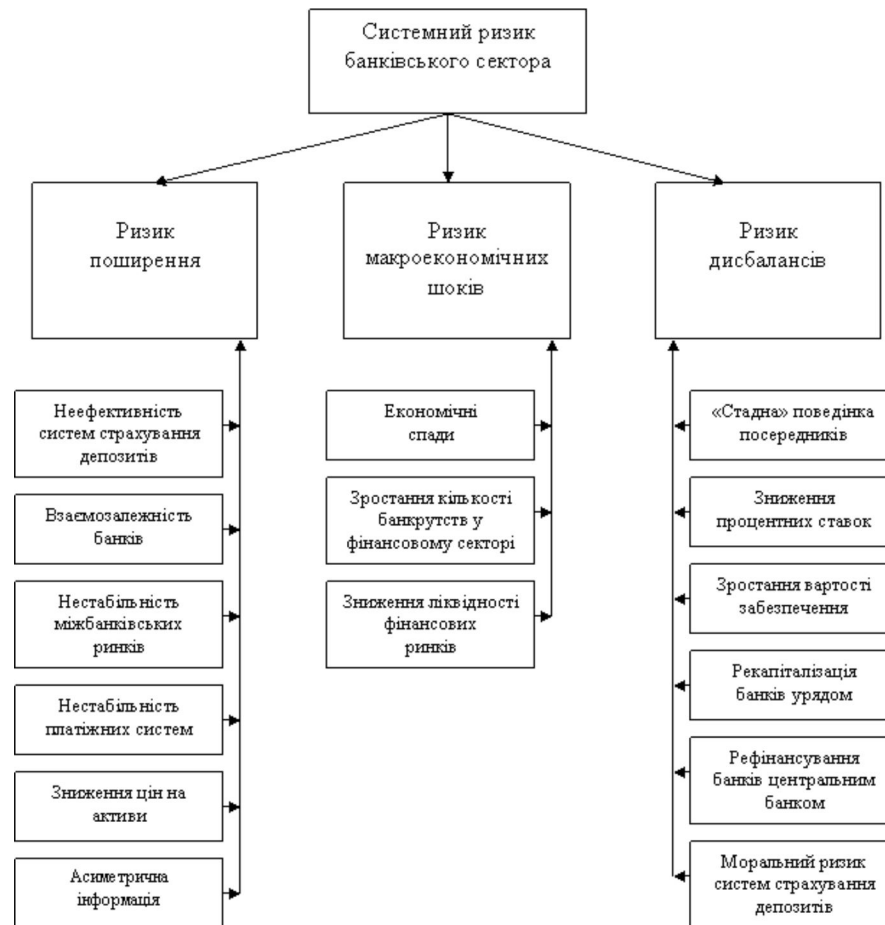 Системний ризик
банківського сектора
Ризик
поширення
Ризик
макроекономічних
шоків
Ризик
дисбалансів
Неефективність
систем страхування
депозитів
Взаємозалежність
банків
Нестабільність
міжбанківських
ринків
Нестабільність
платіжних систем
Зниження цін на
активи
Асиметрична
інформація
Економічні
спади
Зростання кількості
банкрутств у
фінансовому секторі
Зниження ліквідності
фінансових
ринків
«Стадна» поведінка
посередників
Зниження
процентних ставок
Зростання вартості
забезпечення
Рекапіталізація
банків урядом
Рефінансування
банків центральним
банком
Моральний ризик
систем страхування
депозитів